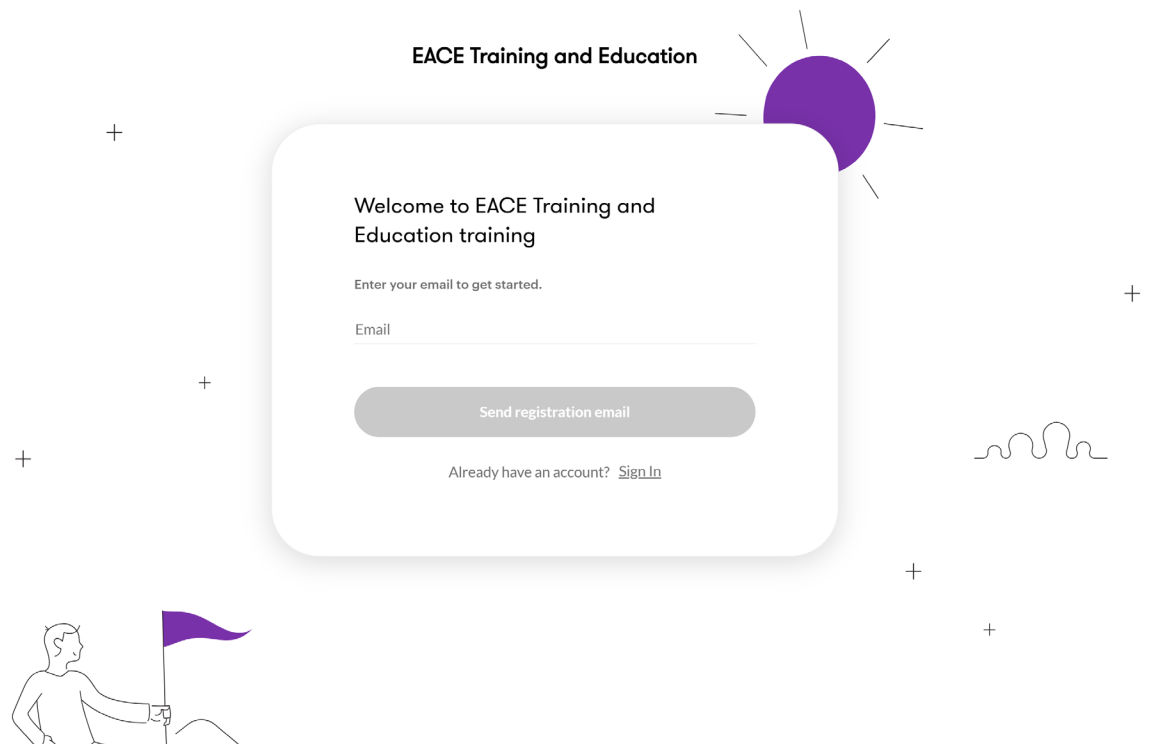 EACE Training and Education
Welcome to EACE Training and
Education training
Enter your email to get started.
Email
Send registration email
Already have an account? Sign In